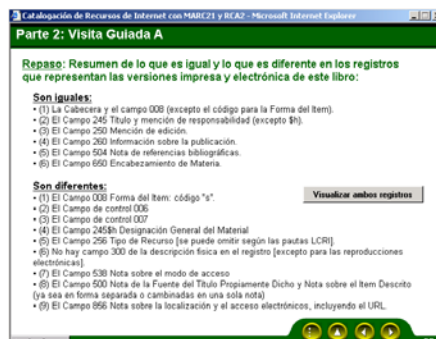 Catalogación de Recursos de Internet con MARC21 y RCA2 - Microsoft Internet Explorer
Parte 2: Visita Guiada A
Repaso: Resumen de lo que es igual y lo que es diferente en los registros
que representan las versiones impresa y electrónica de este libro:
Son iguales:
• (1) La Cabecera y el campo 008 (excepto el código para la Forma del Item).
• (2) El Campo 245 Título y mención de responsabilidad (excepto $h).
• (3) El Campo 250 Mención de edición.
• (4) El Campo 260 Información sobre la publicación.
• (5) El Campo 504 Nota de referencias bibliográficas.
• (6) El Campo 650 Encabezamiento de Materia.
Son diferentes:
• (1) El Campo 008 Forma del Item: código "s".
• (2) El Campo de control 006
• (3) El Campo de control 007
• (4) El Campo 245$h Designación General del Material
• (5) El Campo 256 Tipo de Recurso [se puede omitir según las pautas LCRI].
• (6) No hay campo 300 de la descripción física en el registro [excepto para las reproducciones
electrónicas].
• (7) El Campo 538 Nota sobre el modo de acceso
• (8) El Campo 500 Nota de la Fuente del Título Propiamente Dicho y Nota sobre el Item Descrito
(ya sea en forma separada o combinadas en una sola nota)
• (9) El Campo 856 Nota sobre la localización y el acceso electrónicos, incluyendo el URL.
Visualizar ambos registros